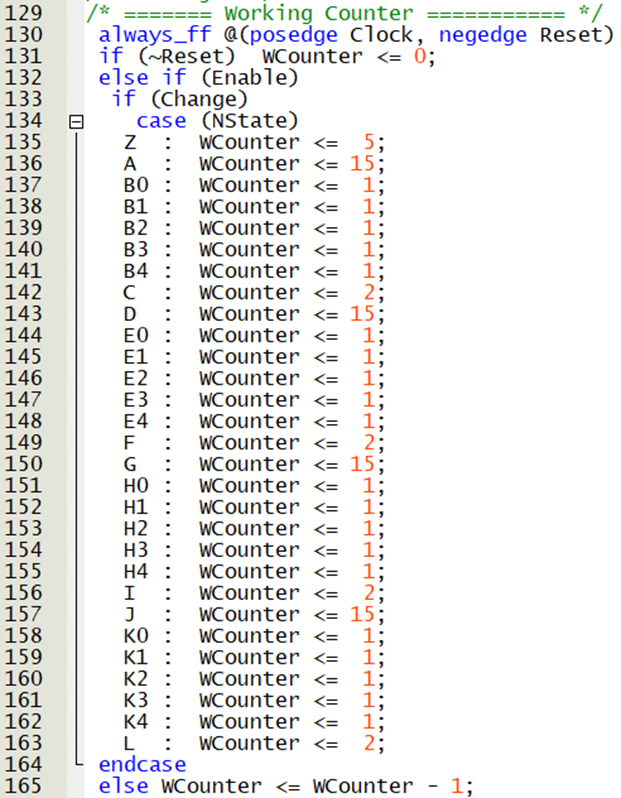 129 /* ======= Working Counter =========== */
130 always_ff @(posedge Clock, negedge Reset)
131 if (~Reset)  WCounter <= 0;
132 else if (Enable)
133  if (Change)
134   case (NState)
135  Z  :  WCounter <=  5;
136  A  :  WCounter <= 15;
137  B0 :  WCounter <=  1;
138  B1 :  WCounter <=  1;
139  B2 :  WCounter <=  1;
140  B3 :  WCounter <=  1;
141  B4 :  WCounter <=  1;
142  C  :  WCounter <=  2;
143  D  :  WCounter <= 15;
144  E0 :  WCounter <=  1;
145  E1 :  WCounter <=  1;
146  E2 :  WCounter <=  1;
147  E3 :  WCounter <=  1;
148  E4 :  WCounter <=  1;
149  F  :  WCounter <=  2;
150  G  :  WCounter <= 15;
151  H0 :  WCounter <=  1;
152  H1 :  WCounter <=  1;
153  H2 :  WCounter <=  1;
154  H3 :  WCounter <=  1;
155  H4 :  WCounter <=  1;
156  I  :  WCounter <=  2;
157  J  :  WCounter <= 15;
158  K0 :  WCounter <=  1;
159  K1 :  WCounter <=  1;
160  K2 :  WCounter <=  1;
161  K3 :  WCounter <=  1;
162  K4 :  WCounter <=  1;
163  L  :  WCounter <=  2;
164 endcase
165 else WCounter <= WCounter - 1;